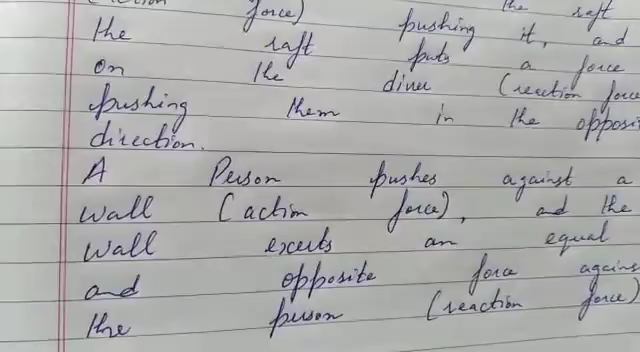 force) pushing it, and
the raft puts a force
on the diver (reaction force
pushing them in the opposit
direction.
A Person pushes against a
wall (action force), and the
wall exerts an equal
and opposite force agains
the person (reaction force)